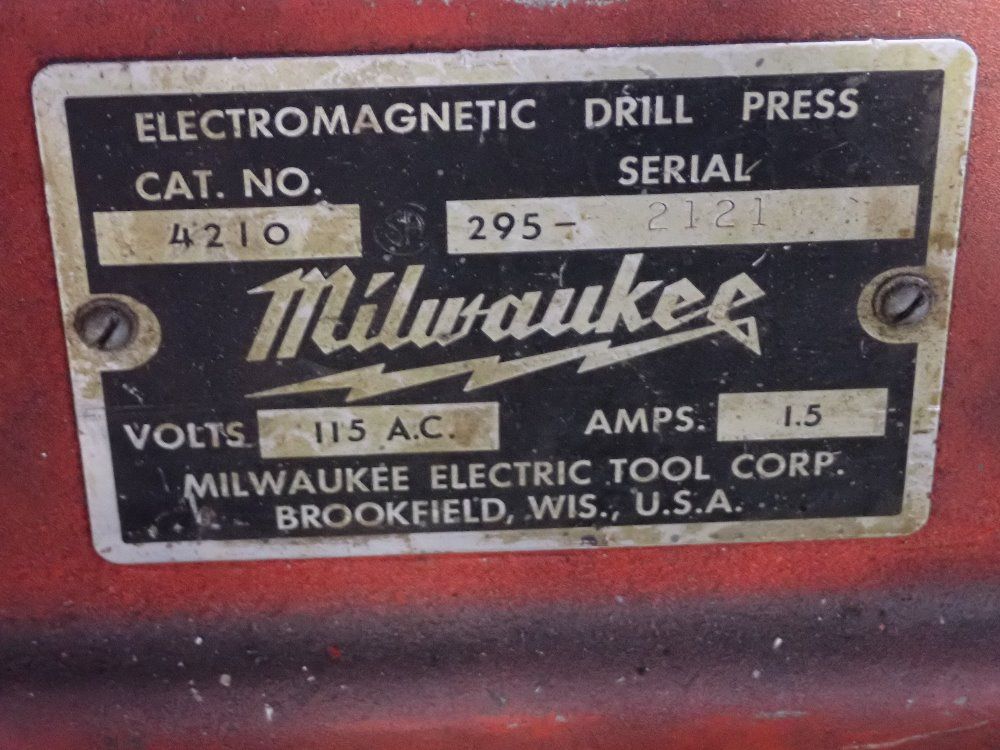 ELECTROMAGNETIC DRILL PRESS
CAT. NO. SERIAL
4210 295- 2121
Milwaukee
VOLTS 115 A.C. AMPS. 1.5
MILWAUKEE ELECTRIC TOOL CORP.
BROOKFIELD, WIS., U.S.A.